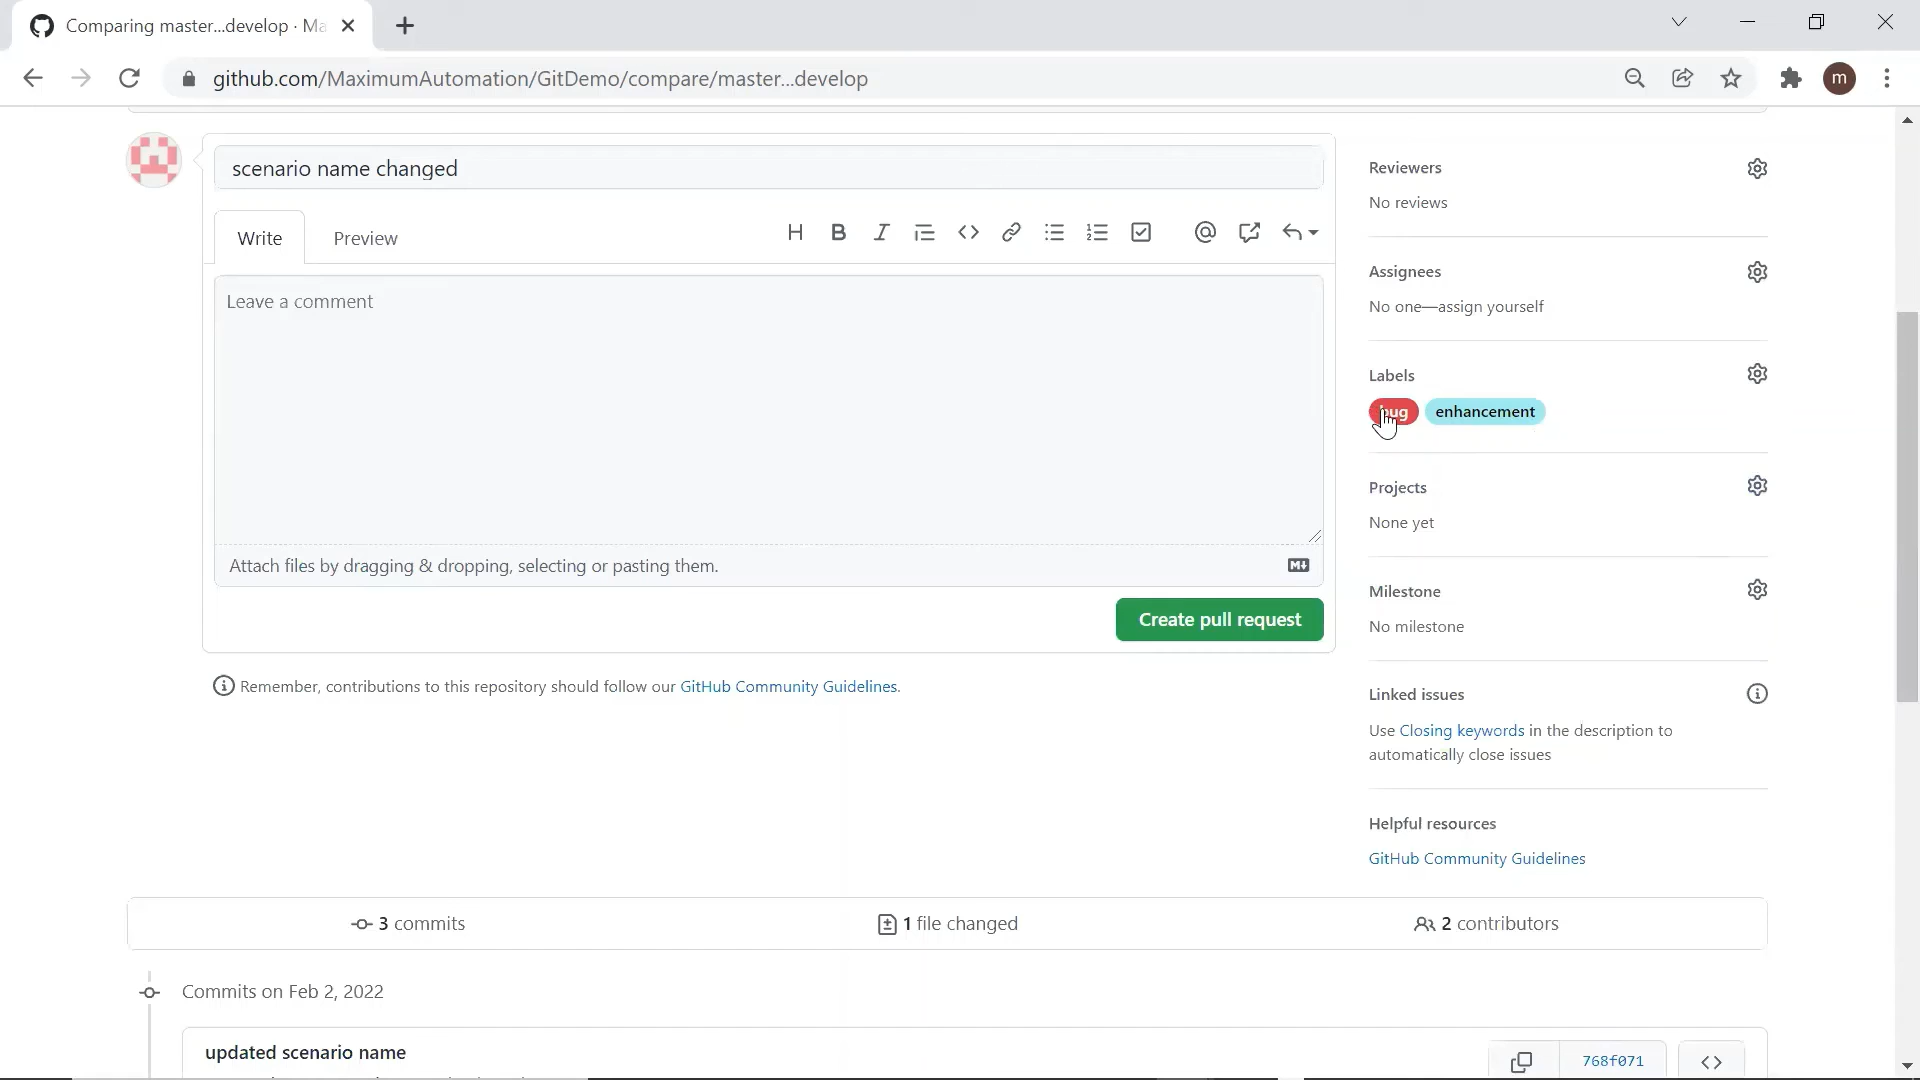 Comparing master...develop · Ma
github.com/MaximumAutomation/GitDemo/compare/master...develop
m
scenario name changed
Write
Preview
Leave a comment
Attach files by dragging & dropping, selecting or pasting them.
Create pull request
Remember, contributions to this repository should follow our GitHub Community Guidelines.
Reviewers
No reviews
Assignees
No one—assign yourself
Labels
bug
enhancement
Projects
None yet
Milestone
No milestone
Linked issues
Use Closing keywords in the description to
automatically close issues
Helpful resources
GitHub Community Guidelines
3 commits
1 file changed
2 contributors
Commits on Feb 2, 2022
updated scenario name
768f071